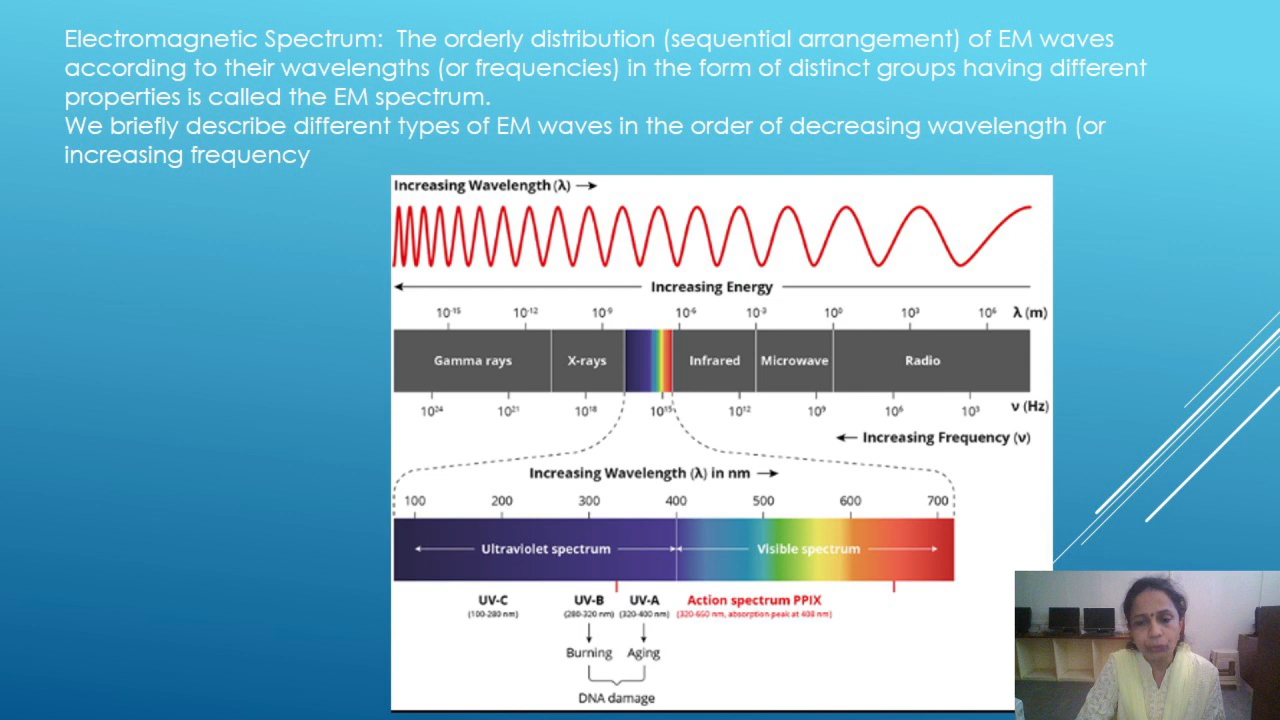 Electromagnetic Spectrum:  The orderly distribution (sequential arrangement) of EM waves
according to their wavelengths (or frequencies) in the form of distinct groups having different
properties is called the EM spectrum.
We briefly describe different types of EM waves in the order of decreasing wavelength (or
increasing frequency
Increasing Wavelength (λ) →
← Increasing Energy
10⁻¹⁵ 10⁻¹² 10⁻⁹ 10⁻⁶ 10⁻³ 10⁰ 10³ 10⁶ λ (m)
Gamma rays X-rays Infrared Microwave Radio
10²⁴ 10²¹ 10¹⁸ 10¹⁵ 10¹² 10⁹ 10⁶ 10³ ν (Hz)
← Increasing Frequency (ν)
Increasing Wavelength (λ) in nm →
100 200 300 400 500 600 700
Ultraviolet spectrum Visible spectrum
UV-C UV-B UV-A Action spectrum PPIX
(100-280 nm) (280-320 nm) (320-400 nm) (320-650 nm, absorption peak at 408 nm)
Burning Aging
DNA damage